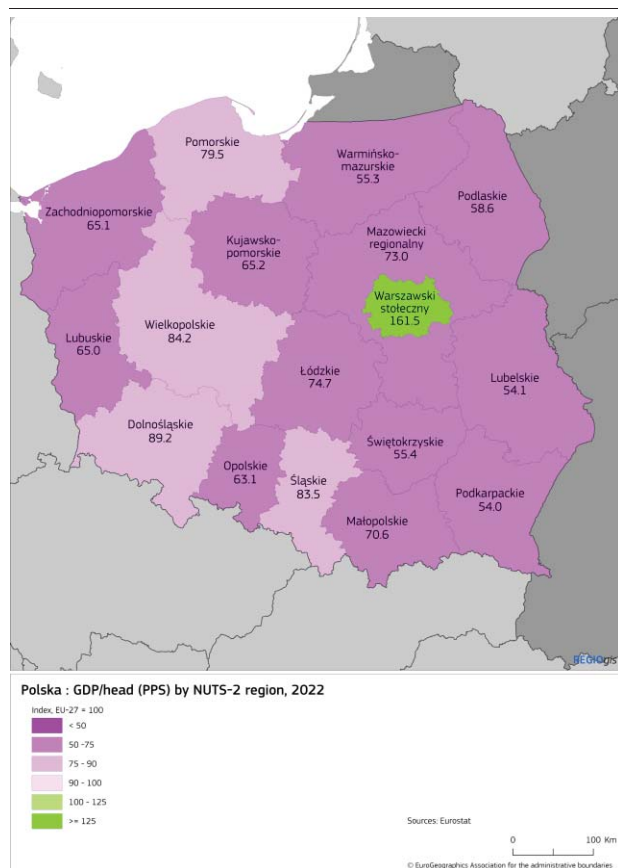 Pomorskie
79.5
Warmińsko-
mazurskie
55.3
Podlaskie
58.6
Zachodniopomorskie
65.1
Kujawsko-
pomorskie
65.2
Mazowiecki
regionalny
73.0
Warszawski
stołeczny
161.5
Wielkopolskie
84.2
Lubuskie
65.0
Łódzkie
74.7
Lubelskie
54.1
Dolnośląskie
89.2
Świętokrzyskie
55.4
Opolskie
63.1
Śląskie
83.5
Podkarpackie
54.0
Małopolskie
70.6
REGIOgis
Polska : GDP/head (PPS) by NUTS-2 region, 2022
Index, EU-27 = 100
< 50
50 -75
75 - 90
90 - 100
100 - 125
>= 125
Sources: Eurostat
0 100 Km
© EuroGeographics Association for the administrative boundaries